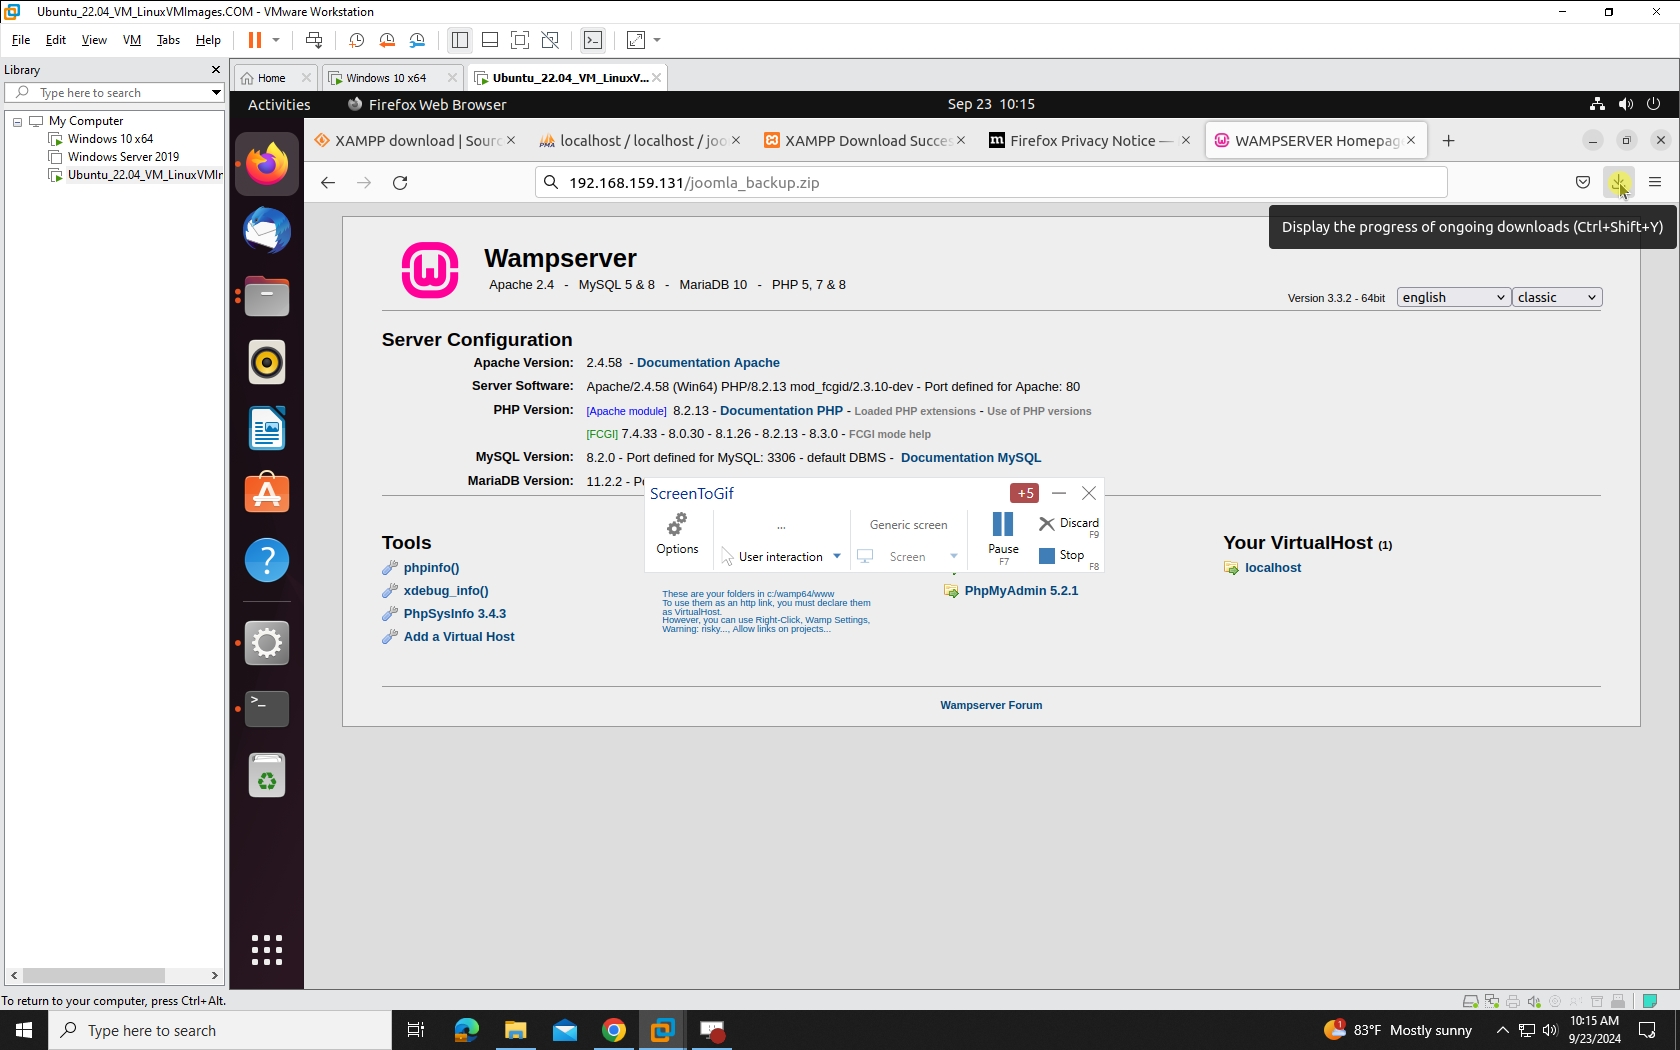 Ubuntu_22.04_VM_LinuxVMImages.COM - VMware Workstation
File Edit View VM Tabs Help
Library
Type here to search
My Computer
Windows 10 x64
Windows Server 2019
Ubuntu_22.04_VM_LinuxVMIr
Home
Windows 10 x64
Ubuntu_22.04_VM_LinuxV...
Activities
Firefox Web Browser
Sep 23 10:15
XAMPP download | Sourc
localhost / localhost / joo
XAMPP Download Succes
Firefox Privacy Notice —
WAMPSERVER Homepag
192.168.159.131/joomla_backup.zip
Display the progress of ongoing downloads (Ctrl+Shift+Y)
Wampserver
Apache 2.4 - MySQL 5 & 8 - MariaDB 10 - PHP 5, 7 & 8
Version 3.3.2 - 64bit
english
classic
Server Configuration
Apache Version: 2.4.58 - Documentation Apache
Server Software: Apache/2.4.58 (Win64) PHP/8.2.13 mod_fcgid/2.3.10-dev - Port defined for Apache: 80
PHP Version: [Apache module] 8.2.13 - Documentation PHP - Loaded PHP extensions - Use of PHP versions
[FCGI] 7.4.33 - 8.0.30 - 8.1.26 - 8.2.13 - 8.3.0 - FCGI mode help
MySQL Version: 8.2.0 - Port defined for MySQL: 3306 - default DBMS - Documentation MySQL
MariaDB Version: 11.2.2 -
ScreenToGif
+5
Options
...
User interaction
Generic screen
Screen
Pause
F7
Discard
F9
Stop
F8
Tools
phpinfo()
xdebug_info()
PhpSysInfo 3.4.3
Add a Virtual Host
These are your folders in c:/wamp64/www
To use them as an http link, you must declare them
as VirtualHost.
However, you can use Right-Click, Wamp Settings,
Warning: risky..., Allow links on projects...
PhpMyAdmin 5.2.1
Your VirtualHost (1)
localhost
Wampserver Forum
To return to your computer, press Ctrl+Alt.
Type here to search
1
83°F Mostly sunny
10:15 AM
9/23/2024